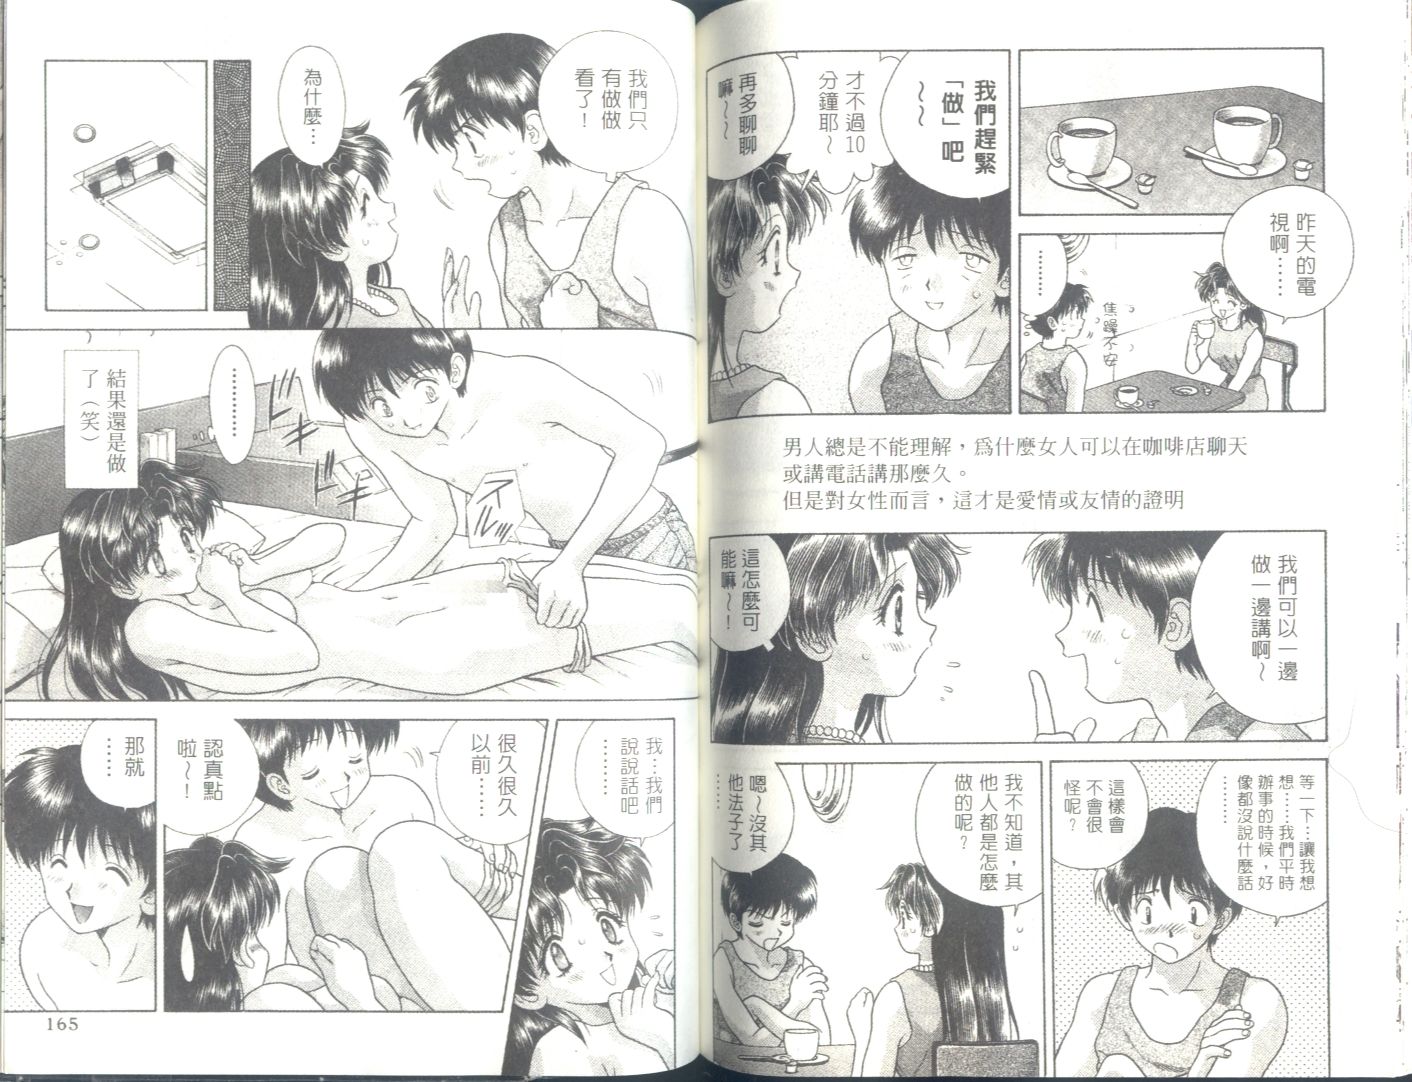 昨天的電
視啊……
………
焦躁不安
我們趕緊
「做」吧
～～
才不過10
分鐘耶～
再多聊聊
嘛～～
男人總是不能理解，爲什麼女人可以在咖啡店聊天
或講電話講那麼久。
但是對女性而言，這才是愛情或友情的證明
我們可以一邊
做一邊講啊～
這怎麼可
能嘛～！
等一下…讓我想
想……我們平時
辦事的時候，好
像都沒說什麼話
………
這樣會
不會很
怪呢？
我不知道，其
他人都是怎麼
做的呢？
嗯～沒其
他法子了
………
我們只
有做做
看了！
為什麼…
…………
結果還是做
了（笑）
我…我們
說說話吧
………
很久很久
以前……
認真點
啦～！
那就
……
165